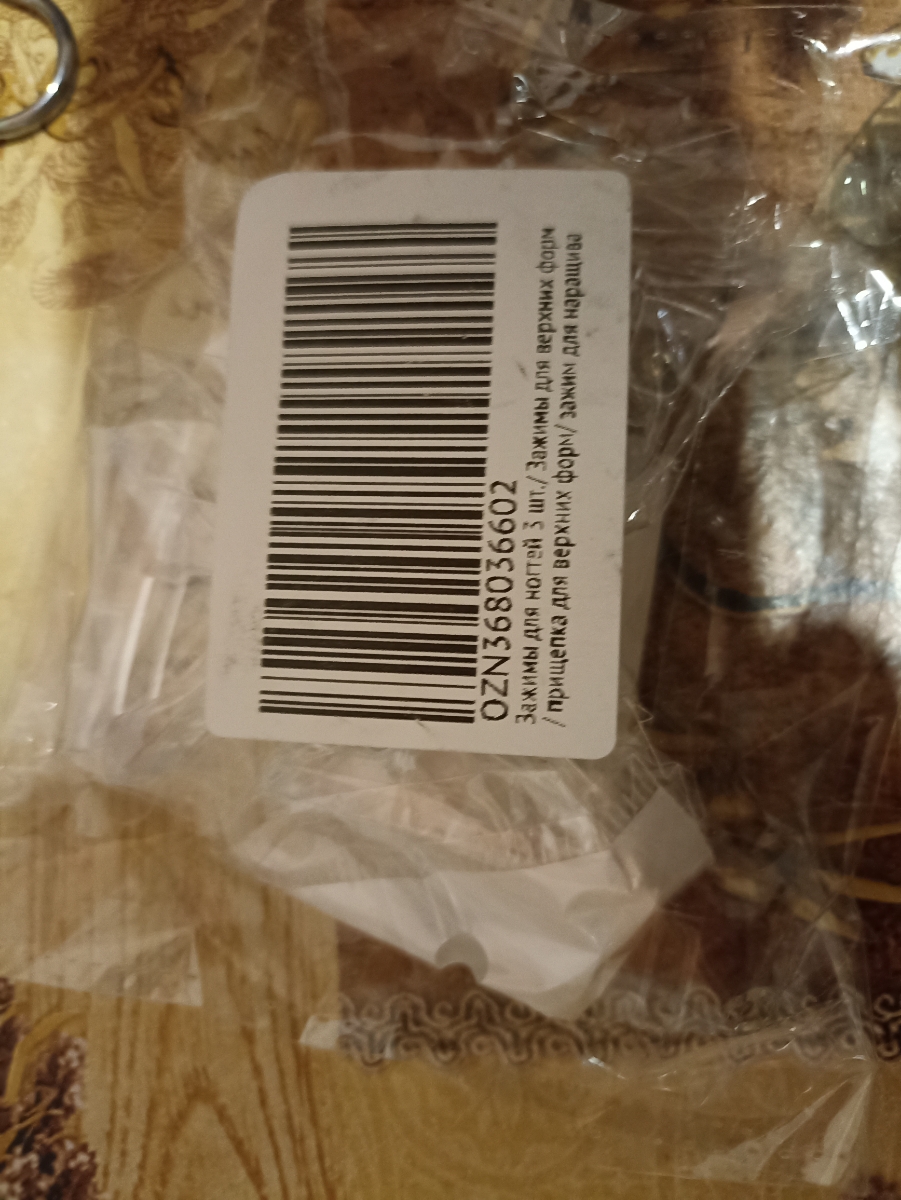 OZN368036602
Зажимы для ногтей 3 шт./ Зажимы для верхних форм
/ прищепка для верхних форм/ зажим для наращива